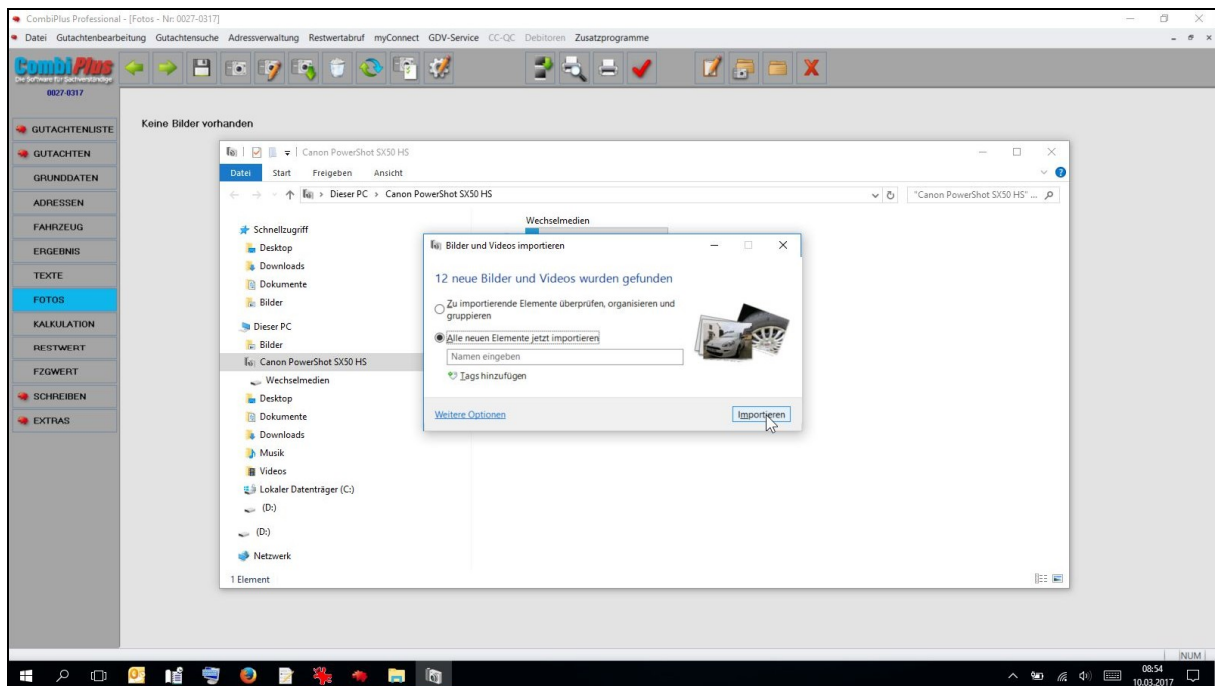 CombiPlus Professional - [Fotos - Nr: 0027-0317]
Datei Gutachtenbearbeitung Gutachtensuche Adressverwaltung Restwertabruf myConnect GDV-Service CC-QC Debitoren Zusatzprogramme
CombiPlus
Die Software für Sachverständige
0027-0317
GUTACHTENLISTE
GUTACHTEN
GRUNDDATEN
ADRESSEN
FAHRZEUG
ERGEBNIS
TEXTE
FOTOS
KALKULATION
RESTWERT
FZGWERT
SCHREIBEN
EXTRAS
Keine Bilder vorhanden
Canon PowerShot SX50 HS
Datei Start Freigeben Ansicht
Dieser PC > Canon PowerShot SX50 HS
"Canon PowerShot SX50 HS" ...
Schnellzugriff
Desktop
Downloads
Dokumente
Bilder
Dieser PC
Bilder
Canon PowerShot SX50 HS
Wechselmedien
Desktop
Dokumente
Downloads
Musik
Videos
Lokaler Datenträger (C:)
(D:)
(D:)
Netzwerk
1 Element
Wechselmedien
Bilder und Videos importieren
12 neue Bilder und Videos wurden gefunden
Zu importierende Elemente überprüfen, organisieren und
gruppieren
Alle neuen Elemente jetzt importieren
Namen eingeben
Tags hinzufügen
Weitere Optionen
Importieren
NUM
08:54
10.03.2017